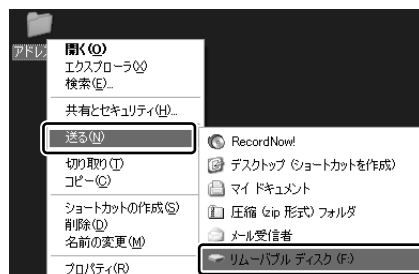 アドレ
開く(O)
エクスプローラ(X)
検索(E)...
共有とセキュリティ(H)...
送る(N)
切り取り(T)
コピー(C)
ショートカットの作成(S)
削除(D)
名前の変更(M)
プロパティ(R)
RecordNow!
デスクトップ (ショートカットを作成)
マイ ドキュメント
圧縮 (zip 形式) フォルダ
メール受信者
リムーバブル ディスク (F:)